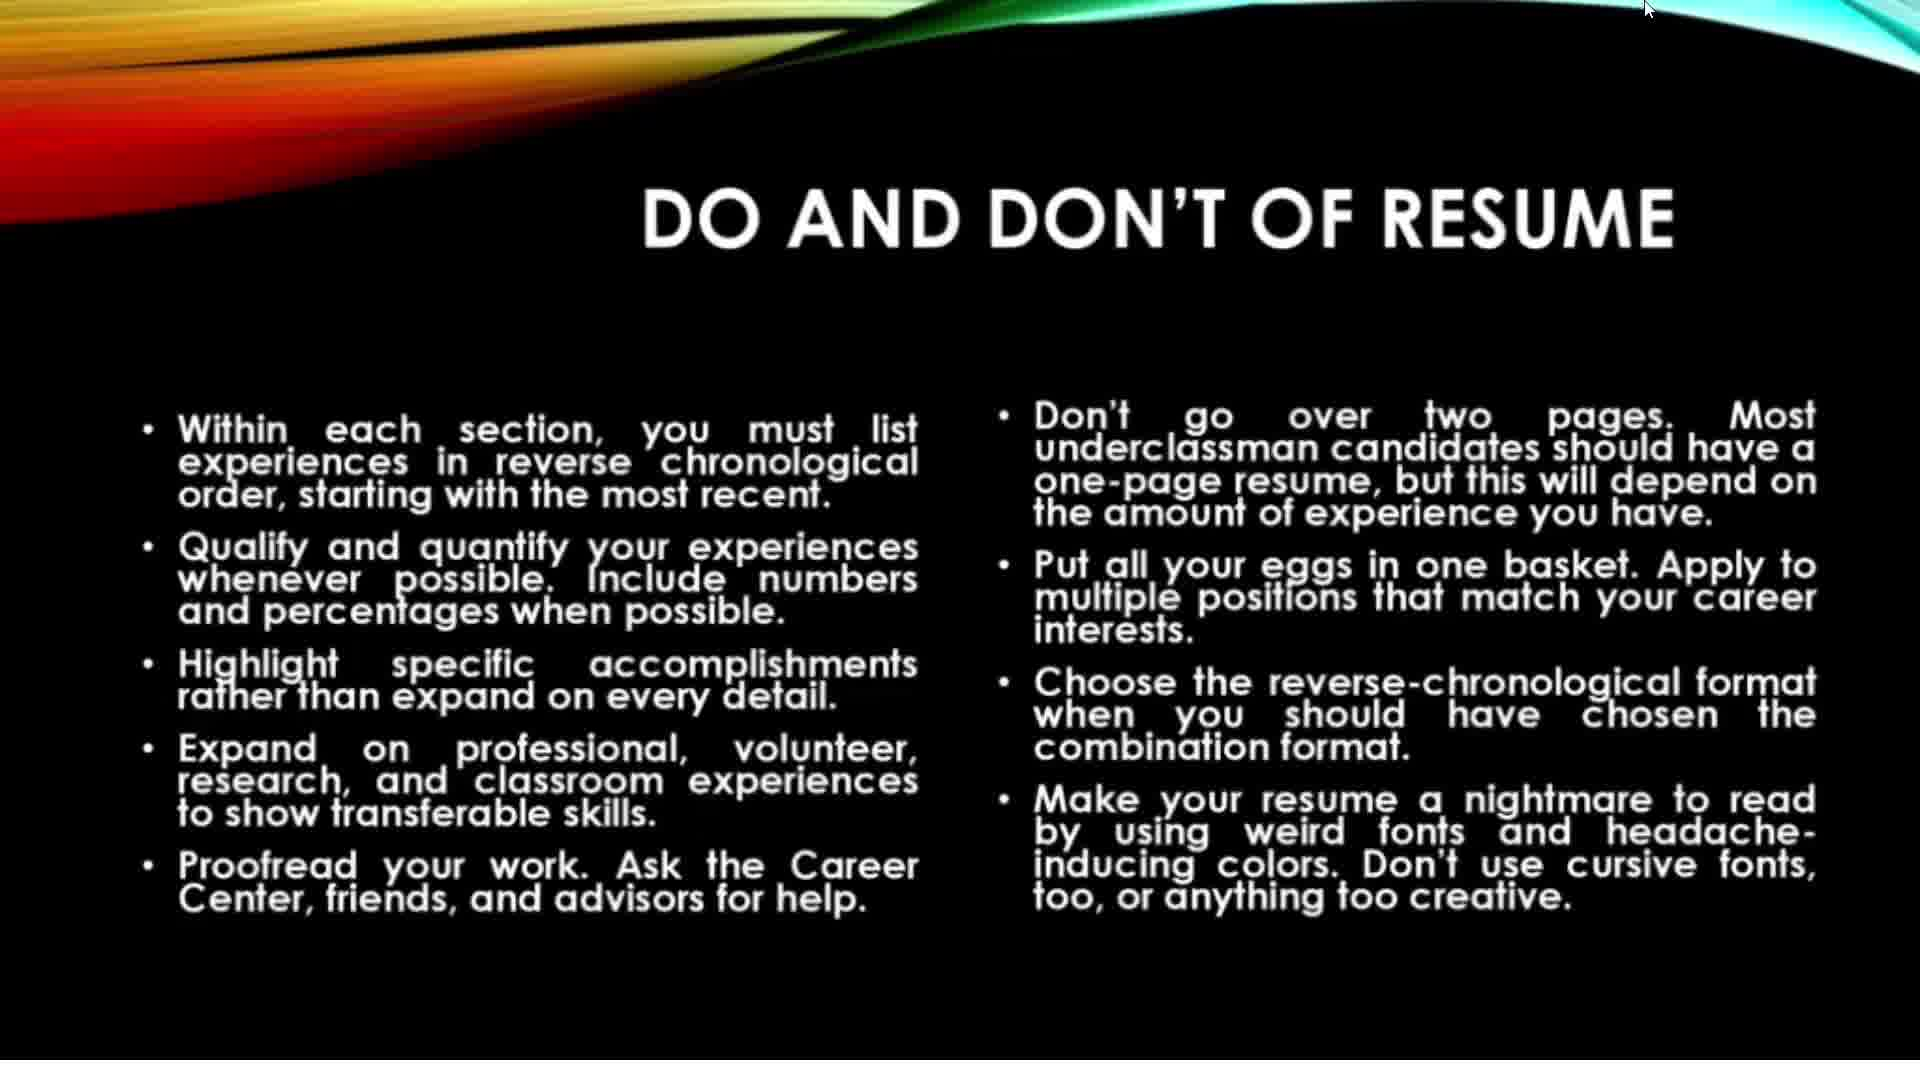 DO AND DON'T OF RESUME
• Within each section, you must list
experiences in reverse chronological
order, starting with the most recent.
• Qualify and quantify your experiences
whenever possible. Include numbers
and percentages when possible.
• Highlight specific accomplishments
rather than expand on every detail.
• Expand on professional, volunteer,
research, and classroom experiences
to show transferable skills.
• Proofread your work. Ask the Career
Center, friends, and advisors for help.
• Don't go over two pages. Most
underclassman candidates should have a
one-page resume, but this will depend on
the amount of experience you have.
• Put all your eggs in one basket. Apply to
multiple positions that match your career
interests.
• Choose the reverse-chronological format
when you should have chosen the
combination format.
• Make your resume a nightmare to read
by using weird fonts and headache-
inducing colors. Don't use cursive fonts,
too, or anything too creative.